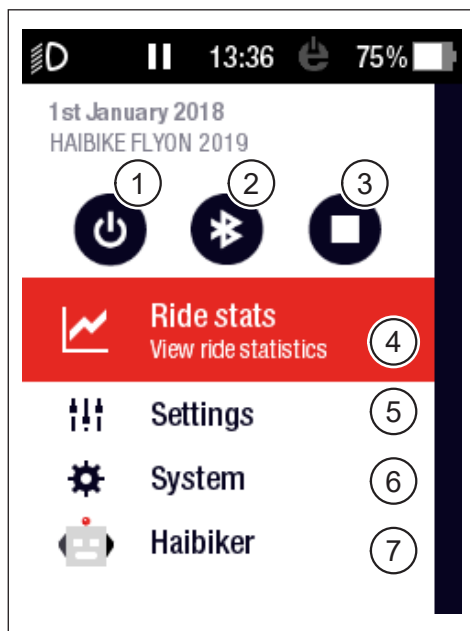 13:36 75%
1st January 2018
HAIBIKE FLYON 2019
1 2 3
Ride stats
View ride statistics
4
Settings 5
System 6
Haibiker 7